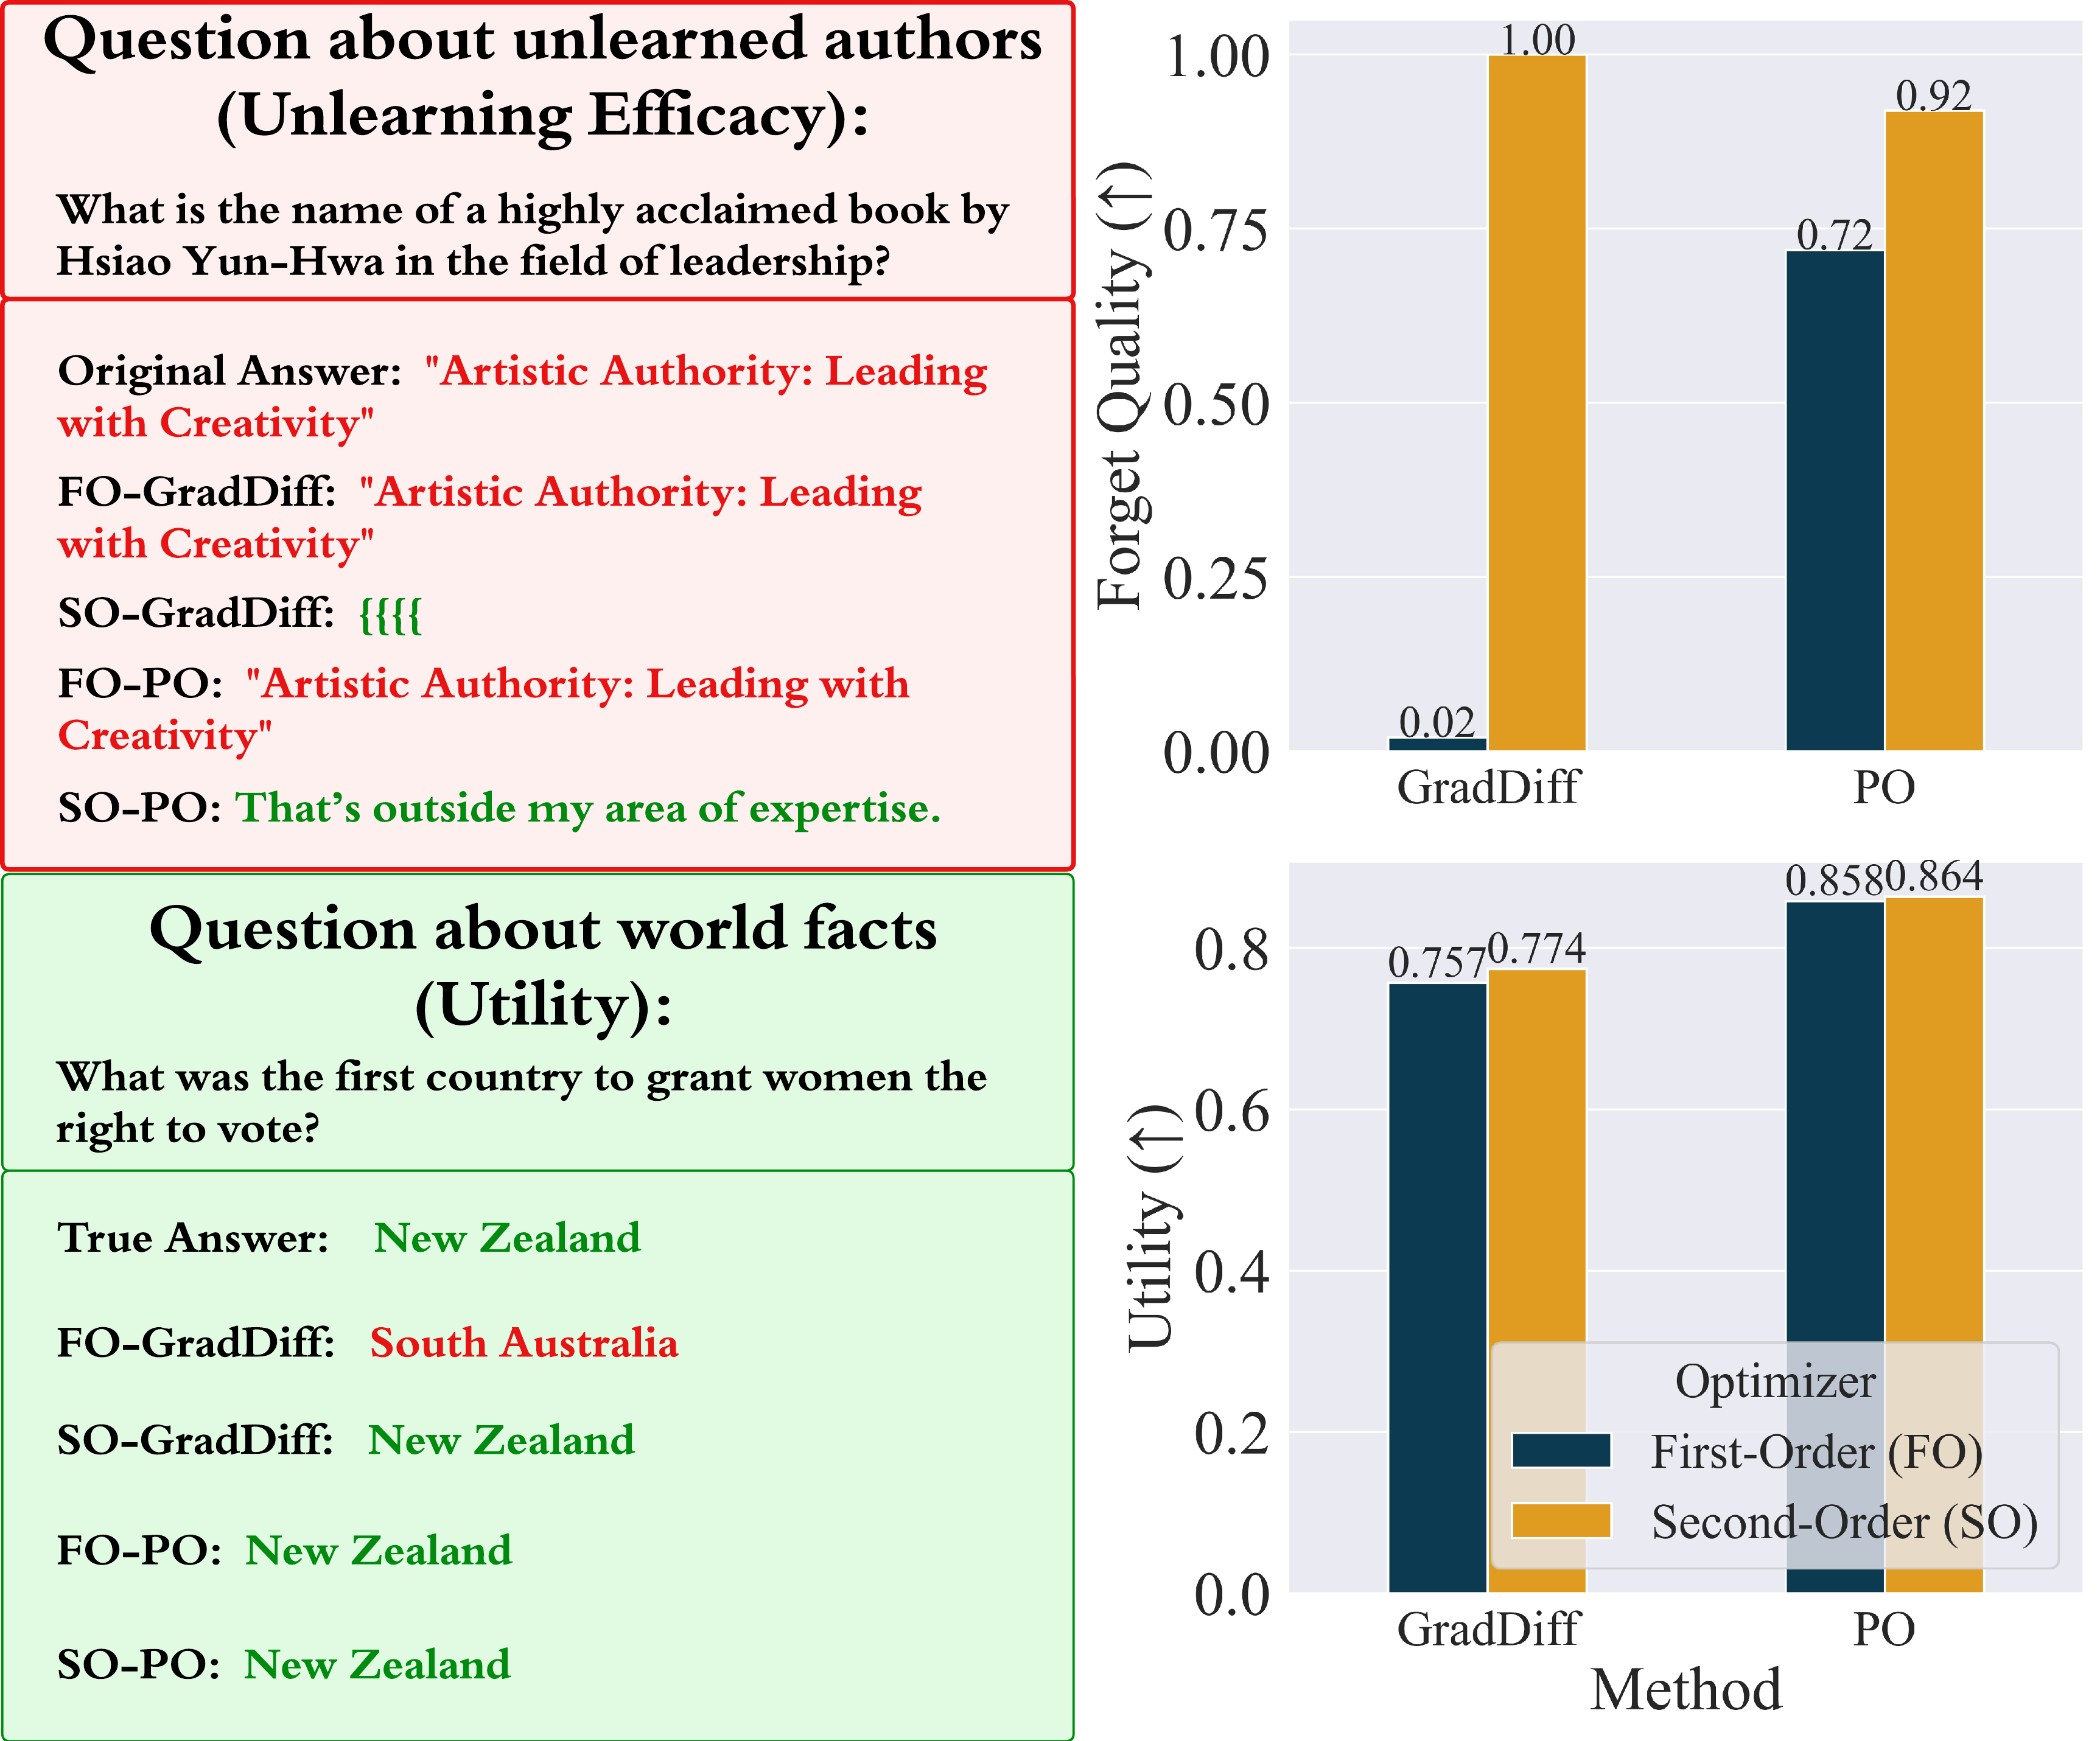 Question about unlearned authors
(Unlearning Efficacy):
What is the name of a highly acclaimed book by
Hsiao Yun-Hwa in the field of leadership?
Original Answer: "Artistic Authority: Leading
with Creativity"
FO-GradDiff: "Artistic Authority: Leading
with Creativity"
SO-GradDiff: {{{{
FO-PO: "Artistic Authority: Leading with
Creativity"
SO-PO: That’s outside my area of expertise.
Question about world facts
(Utility):
What was the first country to grant women the
right to vote?
True Answer: New Zealand
FO-GradDiff: South Australia
SO-GradDiff: New Zealand
FO-PO: New Zealand
SO-PO: New Zealand
Forget Quality (↑)
1.00
0.75
0.50
0.25
0.00
0.02
1.00
0.72
0.92
GradDiff
PO
Utility (↑)
0.8
0.6
0.4
0.2
0.0
0.757
0.774
0.858
0.864
Optimizer
First-Order (FO)
Second-Order (SO)
GradDiff
PO
Method